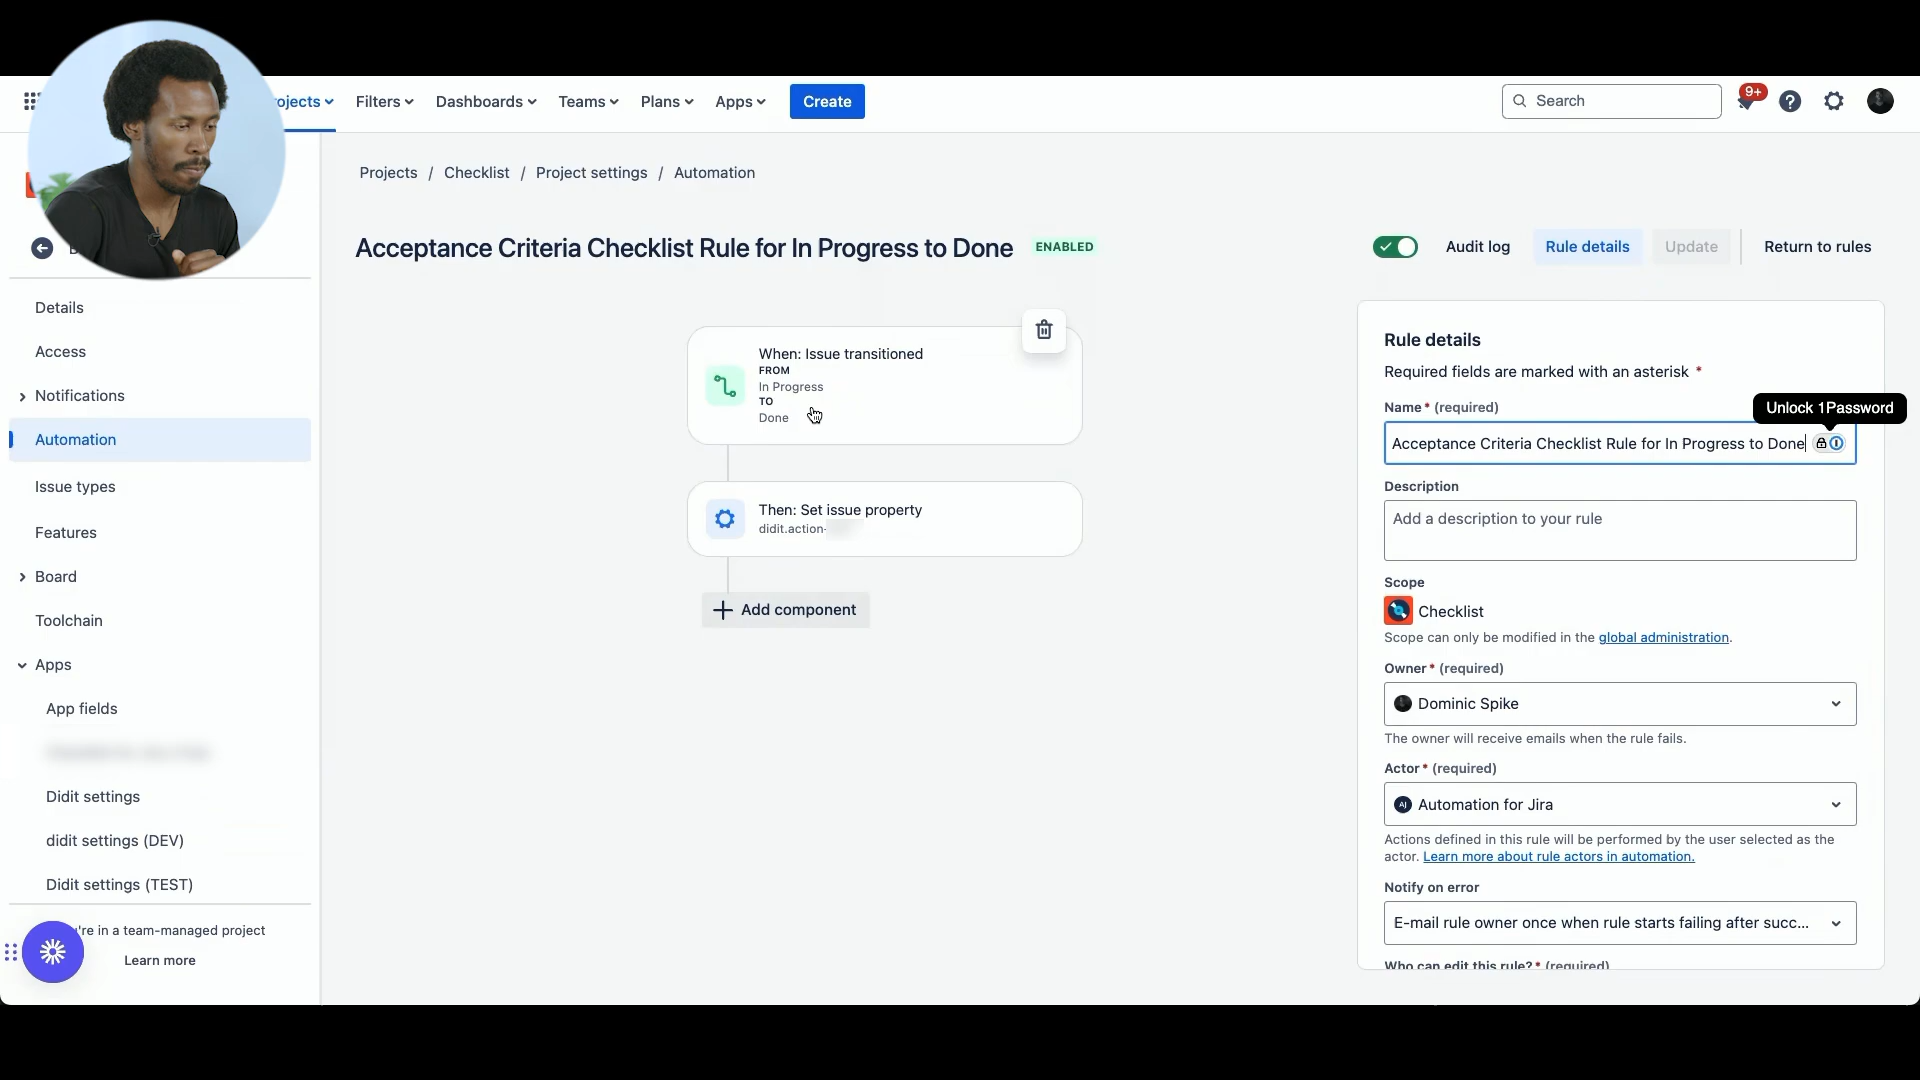 ojects
Filters
Dashboards
Teams
Plans
Apps
Create
Search
9+
Projects / Checklist / Project settings / Automation
Acceptance Criteria Checklist Rule for In Progress to Done
ENABLED
Audit log
Rule details
Update
Return to rules
Details
Access
Notifications
Automation
Issue types
Features
Board
Toolchain
Apps
App fields
Didit settings
didit settings (DEV)
Didit settings (TEST)
're in a team-managed project
Learn more
When: Issue transitioned
FROM
In Progress
TO
Done
Then: Set issue property
didit.action-
Add component
Rule details
Required fields are marked with an asterisk *
Name * (required)
Unlock 1Password
Acceptance Criteria Checklist Rule for In Progress to Done
Description
Add a description to your rule
Scope
Checklist
Scope can only be modified in the global administration.
Owner * (required)
Dominic Spike
The owner will receive emails when the rule fails.
Actor * (required)
AJ Automation for Jira
Actions defined in this rule will be performed by the user selected as the
actor. Learn more about rule actors in automation.
Notify on error
E-mail rule owner once when rule starts failing after succ...
Who can edit this rule? * (required)